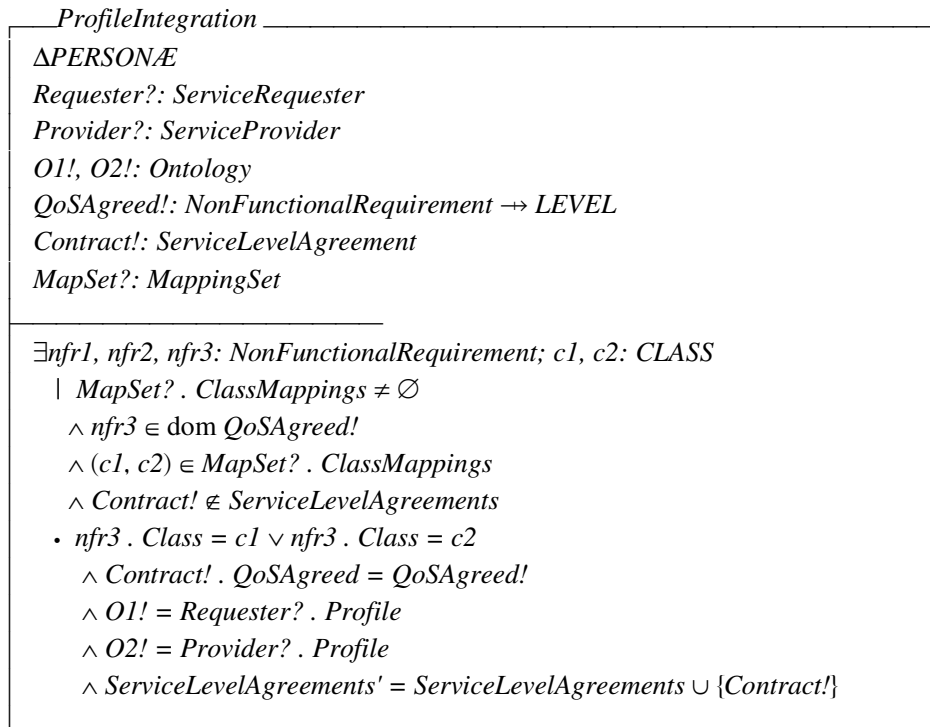 ProfileIntegration
ΔPERSONÆ
Requester?: ServiceRequester
Provider?: ServiceProvider
O1!, O2!: Ontology
QoSAgreed!: NonFunctionalRequirement ⇸ LEVEL
Contract!: ServiceLevelAgreement
MapSet?: MappingSet
∃nfr1, nfr2, nfr3: NonFunctionalRequirement; c1, c2: CLASS
| MapSet? . ClassMappings ≠ ∅
∧ nfr3 ∈ dom QoSAgreed!
∧ (c1, c2) ∈ MapSet? . ClassMappings
∧ Contract! ∉ ServiceLevelAgreements
• nfr3 . Class = c1 ∨ nfr3 . Class = c2
∧ Contract! . QoSAgreed = QoSAgreed!
∧ O1! = Requester? . Profile
∧ O2! = Provider? . Profile
∧ ServiceLevelAgreements' = ServiceLevelAgreements ∪ {Contract!}